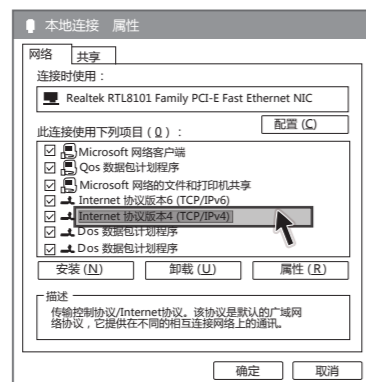 本地连接 属性
网络 共享
连接时使用：
Realtek RTL8101 Family PCI-E Fast Ethernet NIC
配置 (C)
此连接使用下列项目 ( Q ) ：
Microsoft 网络客户端
Qos 数据包计划程序
Microsoft 网络的文件和打印机共享
Internet 协议版本6 (TCP/IPv6)
Internet 协议版本4 (TCP/IPv4)
Dos 数据包计划程序
Dos 数据包计划程序
安装 (N) 卸载 (U) 属性 (R)
描述
传输控制协议/Internet协议。该协议是默认的广域网
络协议，它提供在不同的相互连接网络上的通讯。
确定 取消